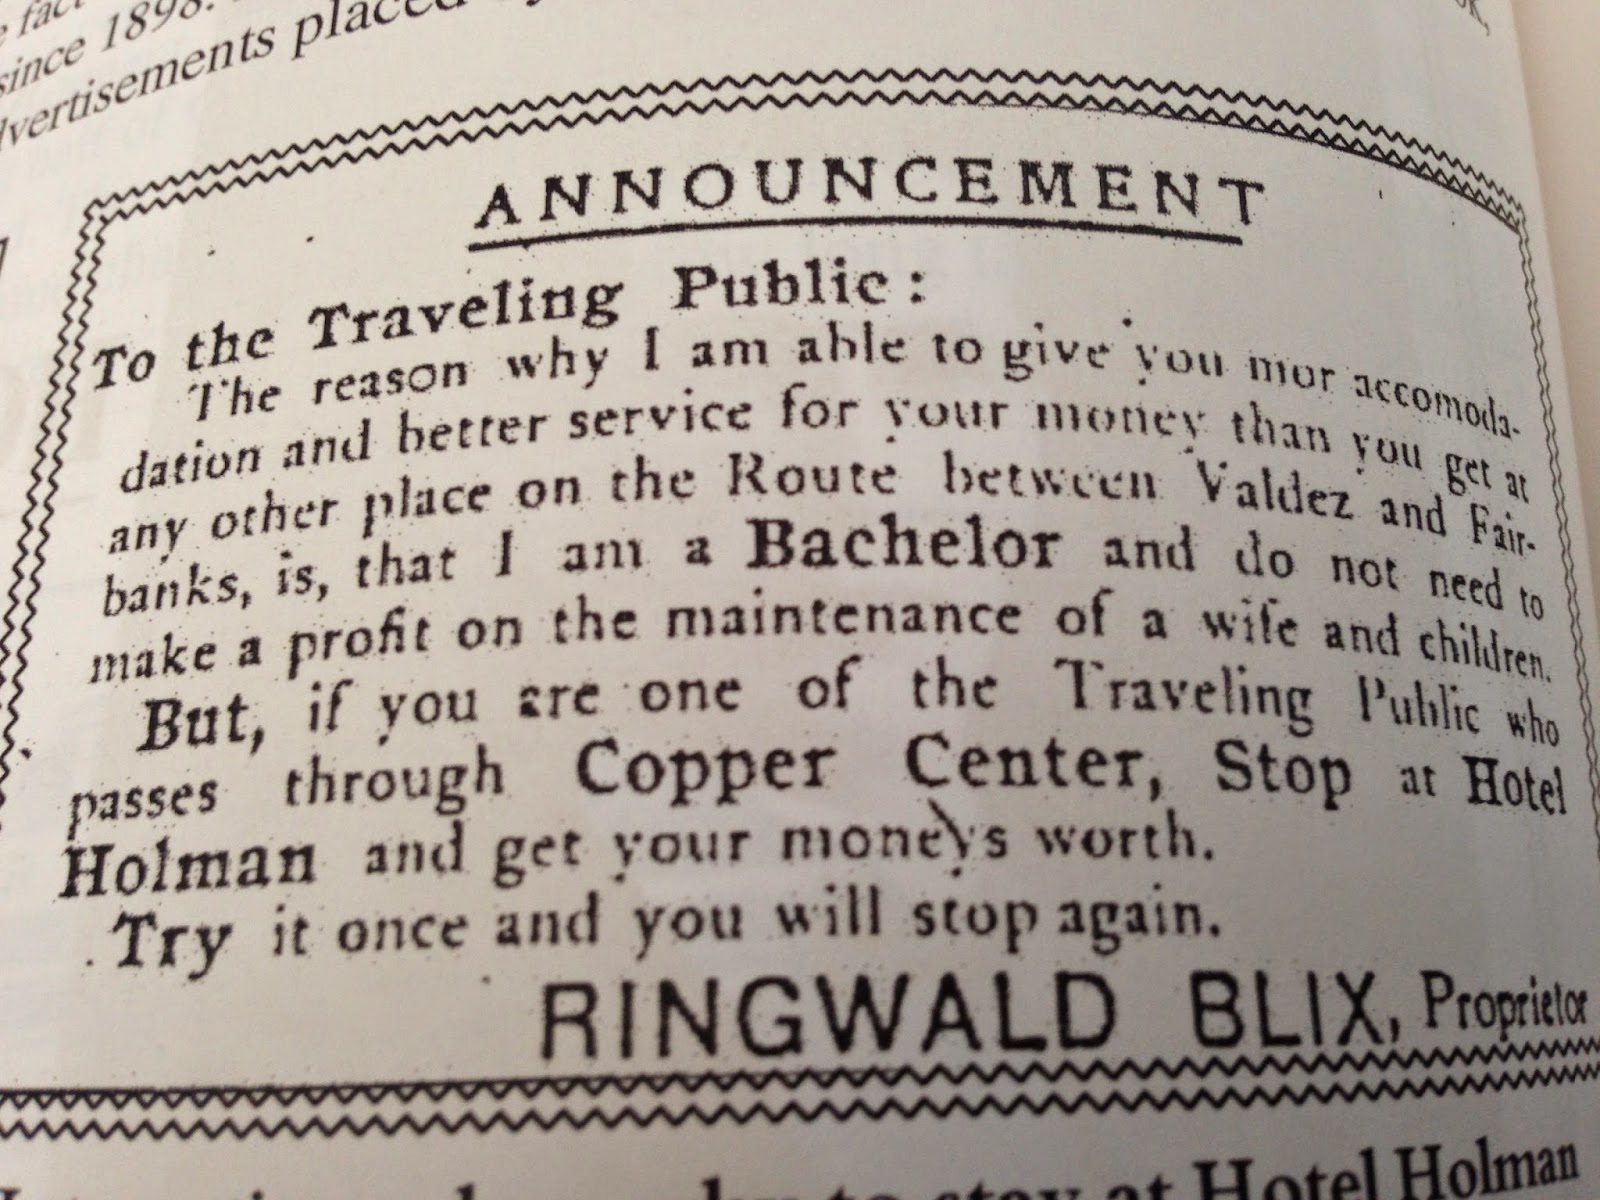 since 1898.
advertisements placed
ANNOUNCEMENT
To the Traveling Public:
The reason why I am able to give you mor accomoda-
dation and better service for your money than you get at
any other place on the Route between Valdez and Fair-
banks, is, that I am a Bachelor and do not need to
make a profit on the maintenance of a wife and children.
But, if you are one of the Traveling Public who
passes through Copper Center, Stop at Hotel
Holman and get your moneys worth.
Try it once and you will stop again.
RINGWALD BLIX, Proprietor
to stay at Hotel Holman